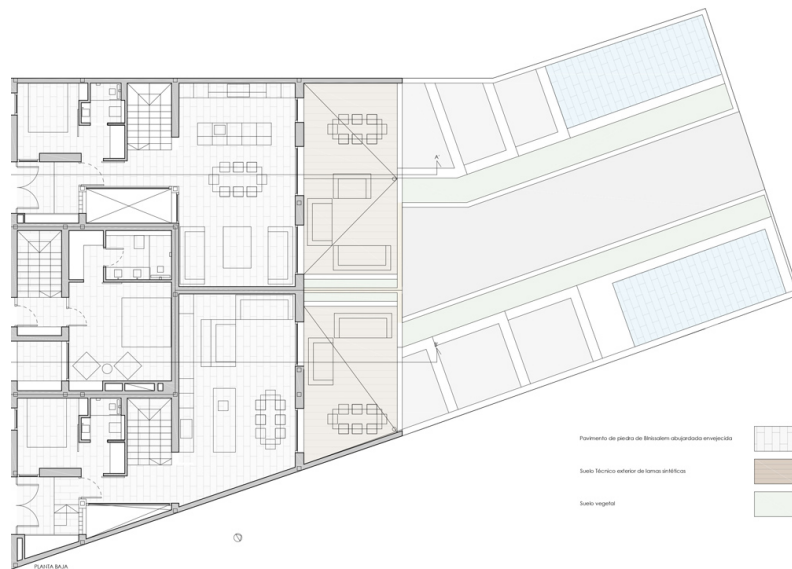 A'
A'
Pavimento de piedra de Binissalem abujardada envejecida
Suelo Técnico exterior de lamas sintéticas
Suelo vegetal
PLANTA BAJA